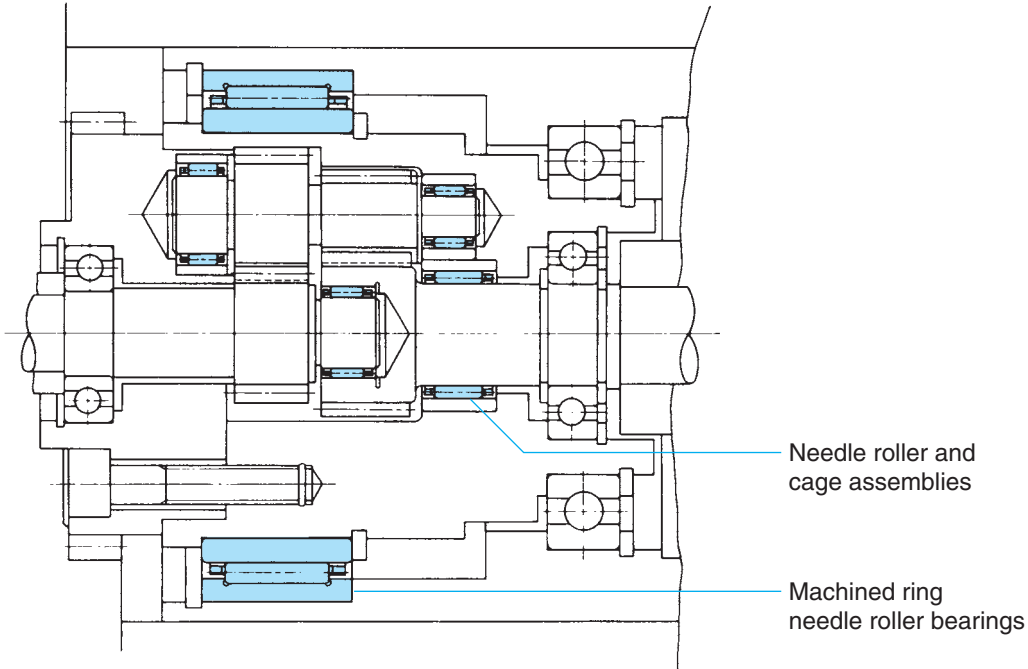 Needle roller and
cage assemblies
Machined ring
needle roller bearings